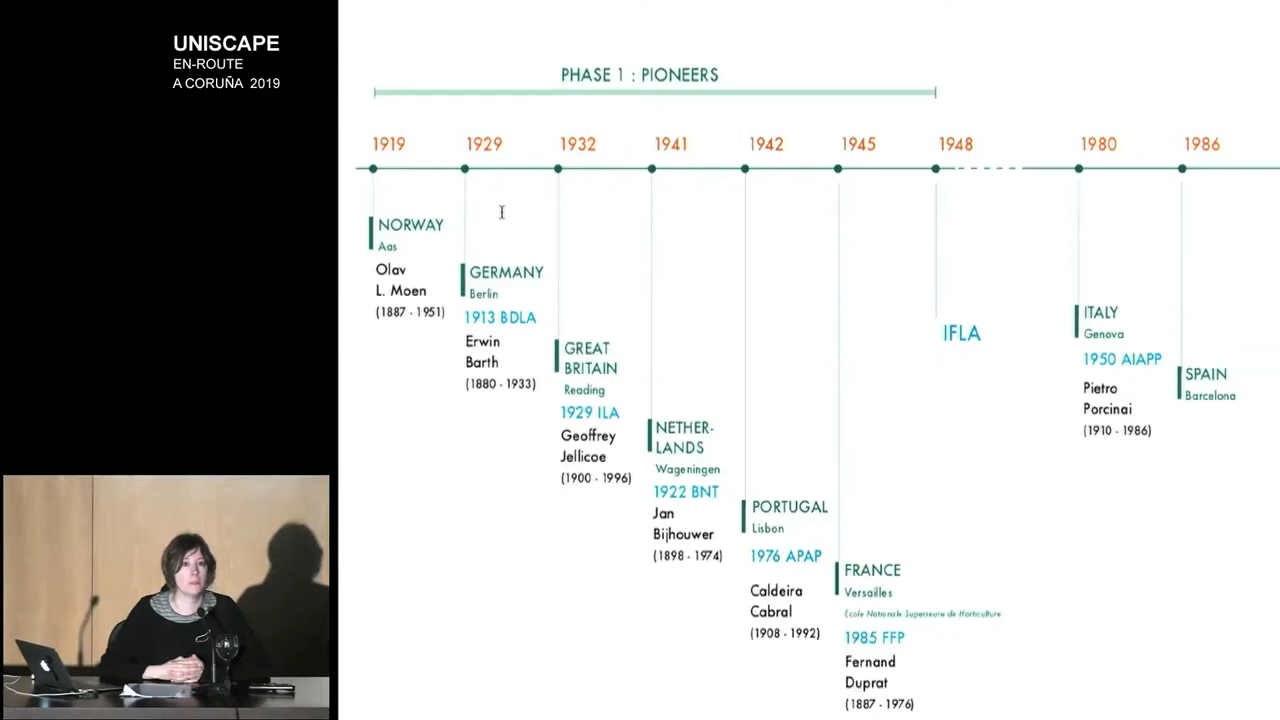 UNISCAPE
EN-ROUTE
A CORUÑA 2019
PHASE 1 : PIONEERS
1919
1929
1932
1941
1942
1945
1948
1980
1986
NORWAY
Aas
Olav
L. Moen
(1887 - 1951)
GERMANY
Berlin
1913 BDLA
Erwin
Barth
(1880 - 1933)
GREAT
BRITAIN
Reading
1929 ILA
Geoffrey
Jellicoe
(1900 - 1996)
NETHER-
LANDS
Wageningen
1922 BNT
Jan
Bijhouwer
(1898 - 1974)
PORTUGAL
Lisbon
1976 APAP
Caldeira
Cabral
(1908 - 1992)
FRANCE
Versailles
Ecole Nationale Superieure de Horticulture
1985 FFP
Fernand
Duprat
(1887 - 1976)
IFLA
ITALY
Genova
1950 AIAPP
Pietro
Porcinai
(1910 - 1986)
SPAIN
Barcelona